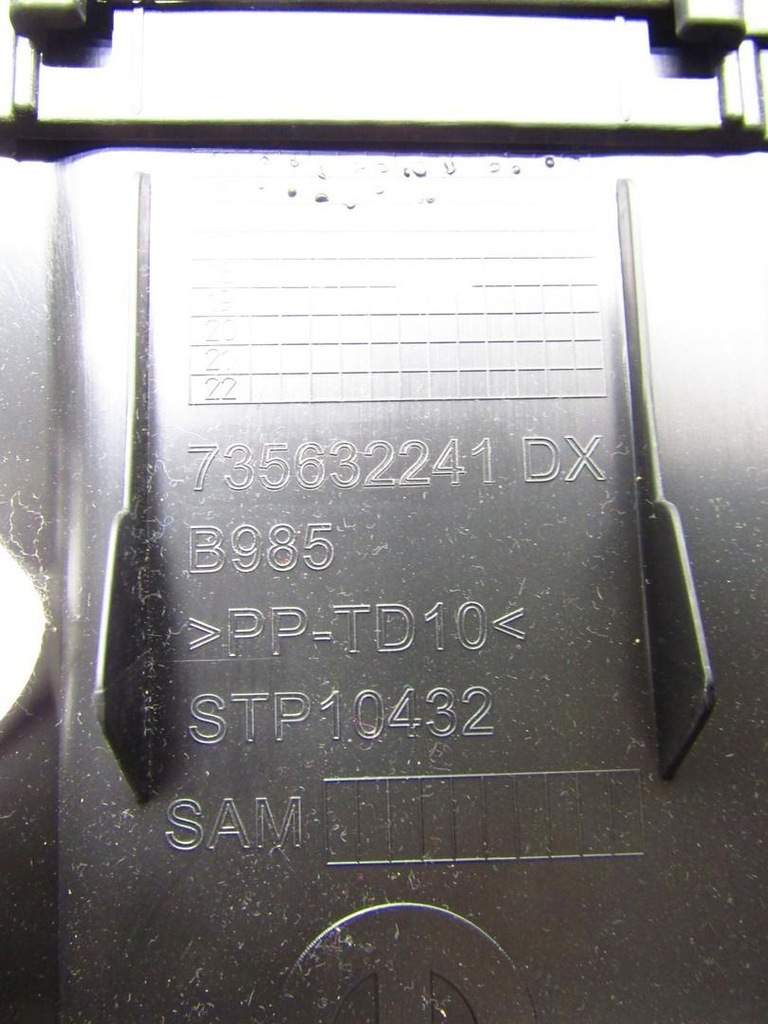 20
21
22
735632241 DX
B985
>PP-TD10<
STP10432
SAM